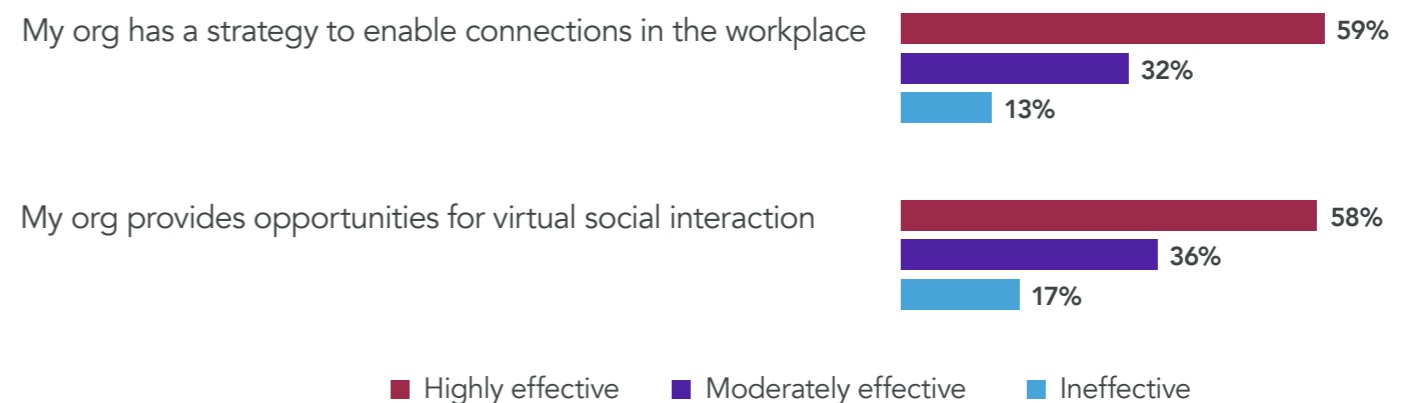 My org has a strategy to enable connections in the workplace
59%
32%
13%
My org provides opportunities for virtual social interaction
58%
36%
17%
Highly effective Moderately effective Ineffective